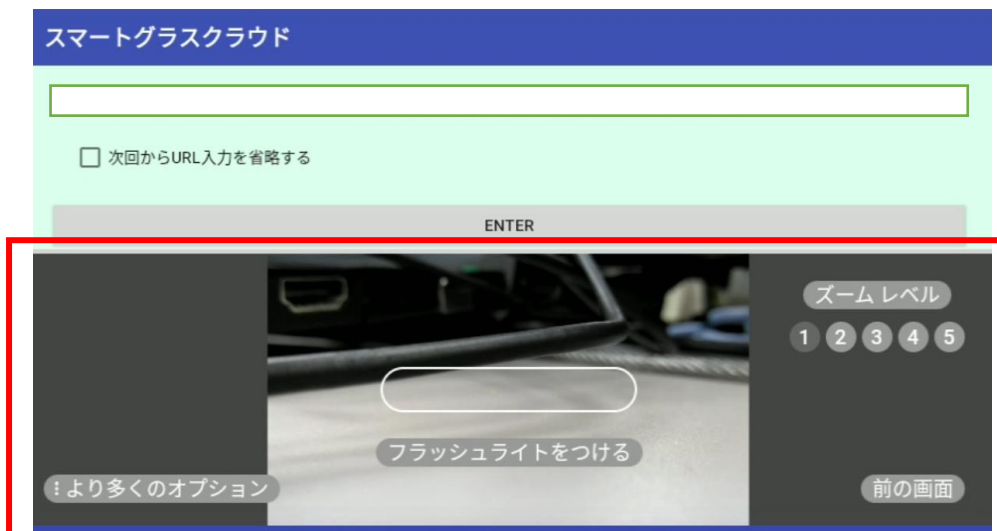 スマートグラスクラウド
次回からURL入力を省略する
ENTER
ズーム レベル
1 2 3 4 5
フラッシュライトをつける
⋮より多くのオプション
前の画面